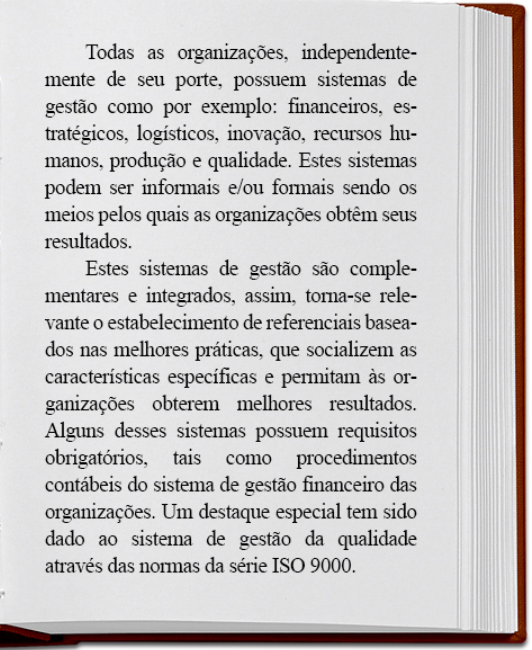 Todas as organizações, independente-
mente de seu porte, possuem sistemas de
gestão como por exemplo: financeiros, es-
tratégicos, logísticos, inovação, recursos hu-
manos, produção e qualidade. Estes sistemas
podem ser informais e/ou formais sendo os
meios pelos quais as organizações obtêm seus
resultados.
Estes sistemas de gestão são comple-
mentares e integrados, assim, torna-se rele-
vante o estabelecimento de referenciais basea-
dos nas melhores práticas, que socializem as
características específicas e permitam às or-
ganizações obterem melhores resultados.
Alguns desses sistemas possuem requisitos
obrigatórios, tais como procedimentos
contábeis do sistema de gestão financeiro das
organizações. Um destaque especial tem sido
dado ao sistema de gestão da qualidade
através das normas da série ISO 9000.